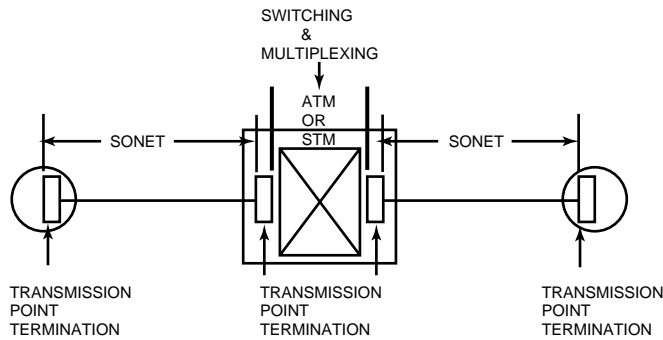 SWITCHING
&
MULTIPLEXING
ATM
OR
STM
SONET
SONET
TRANSMISSION
POINT
TERMINATION
TRANSMISSION
POINT
TERMINATION
TRANSMISSION
POINT
TERMINATION